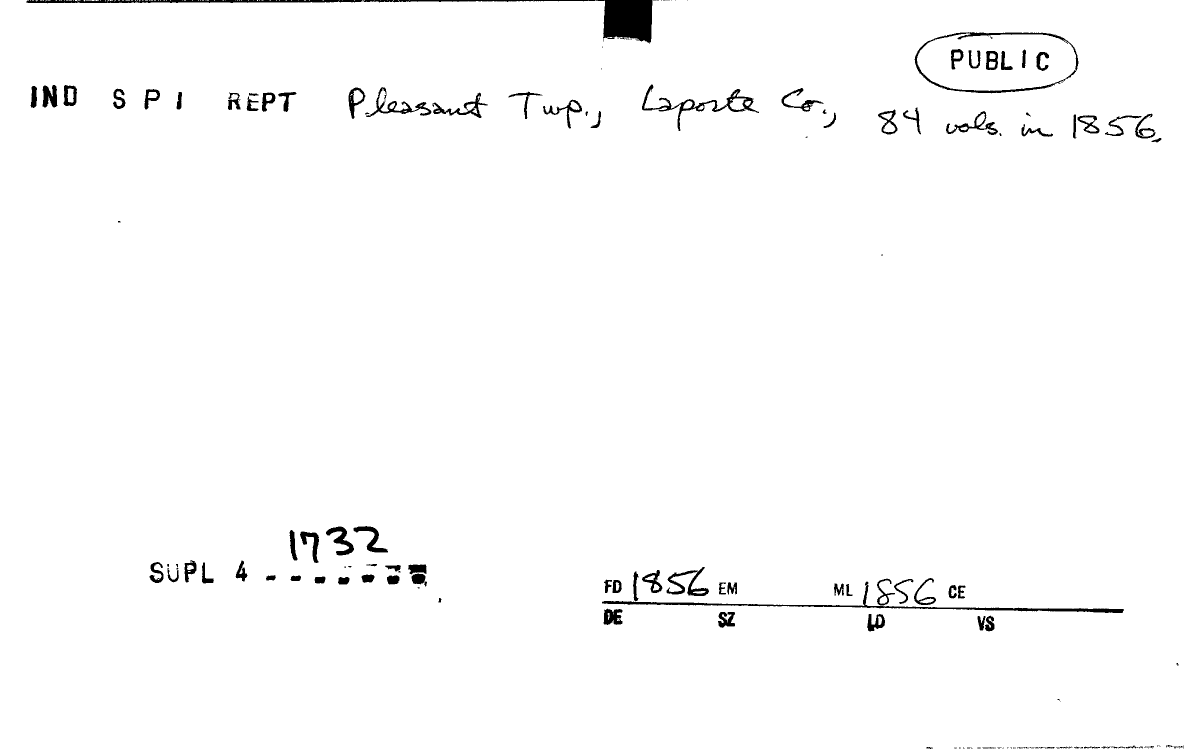 PUBLIC
IND S P I REPT Pleasant Twp., Laporte Co., 84 vols. in 1856.
1732
SUPL 4
FD 1856 EM ML 1856 CE
DE SZ LD VS